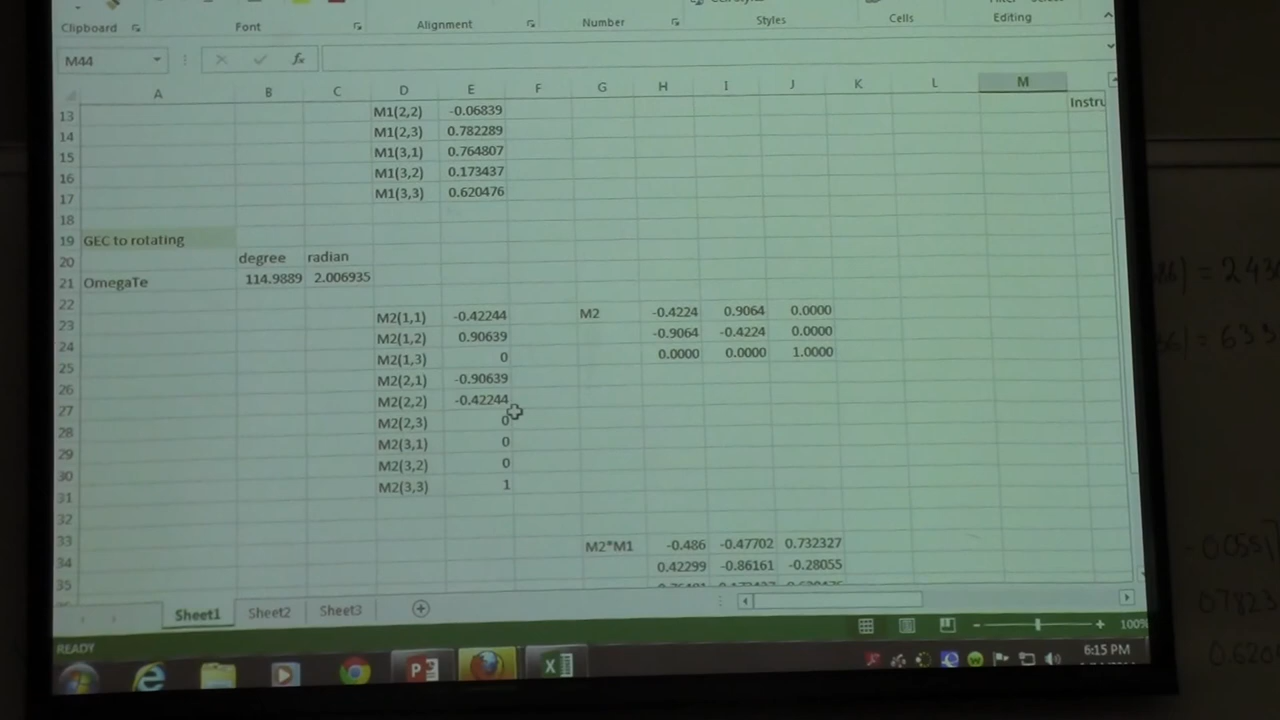 Clipboard Font Alignment Number Styles Cells Editing
M44 fx
A B C D E F G H I J K L M
13 M1(2,2) -0.06839 Instru
14 M1(2,3) 0.782289
15 M1(3,1) 0.764807
16 M1(3,2) 0.173437
17 M1(3,3) 0.620476
18
19 GEC to rotating
20 degree radian
21 OmegaTe 114.9889 2.006935
22
23 M2(1,1) -0.42244 M2 -0.4224 0.9064 0.0000
24 M2(1,2) 0.90639 -0.9064 -0.4224 0.0000
25 M2(1,3) 0 0.0000 0.0000 1.0000
26 M2(2,1) -0.90639
27 M2(2,2) -0.42244
28 M2(2,3) 0
29 M2(3,1) 0
30 M2(3,2) 0
31 M2(3,3) 1
32
33 M2*M1 -0.486 -0.47702 0.732327
34 0.42299 -0.86161 -0.28055
35
Sheet1 Sheet2 Sheet3
READY 100%
6:15 PM